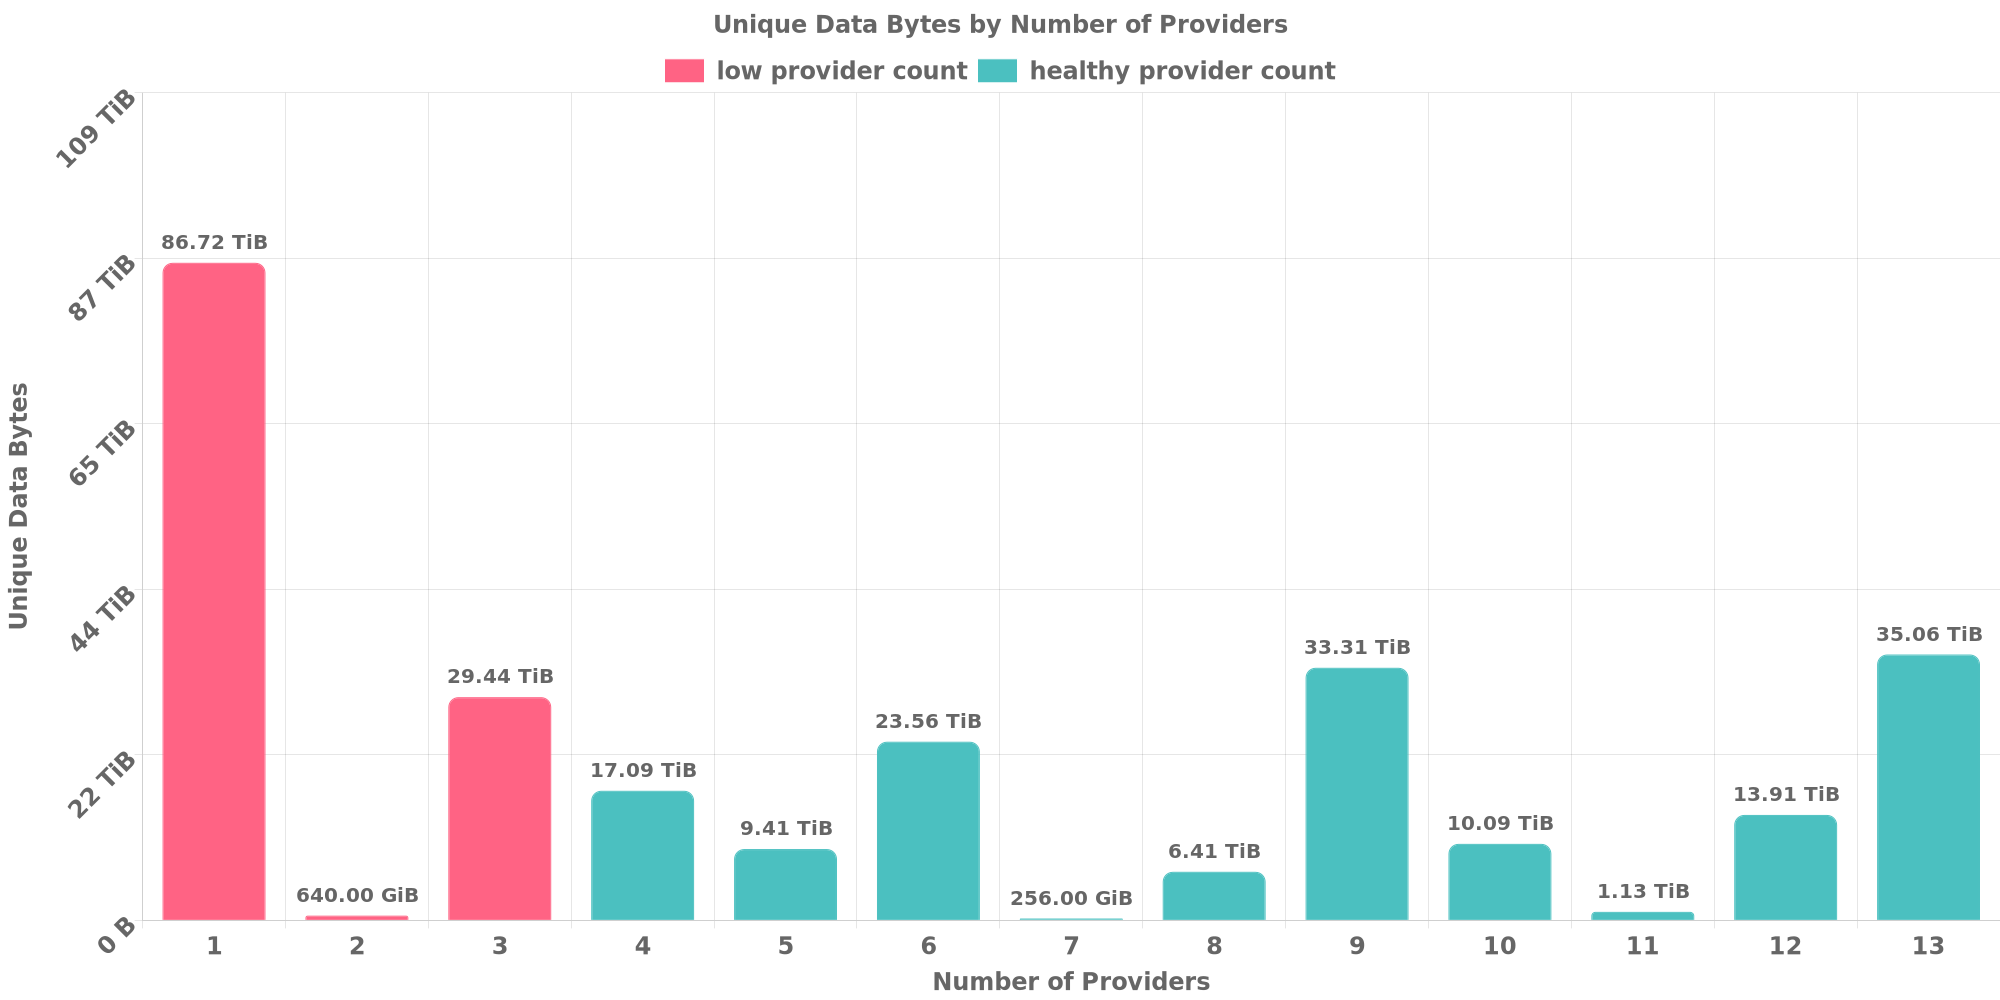 Unique Data Bytes by Number of Providers
low provider count healthy provider count
109 TiB
87 TiB
65 TiB
44 TiB
22 TiB
0 B
Unique Data Bytes
86.72 TiB
640.00 GiB
29.44 TiB
17.09 TiB
9.41 TiB
23.56 TiB
256.00 GiB
6.41 TiB
33.31 TiB
10.09 TiB
1.13 TiB
13.91 TiB
35.06 TiB
1 2 3 4 5 6 7 8 9 10 11 12 13
Number of Providers